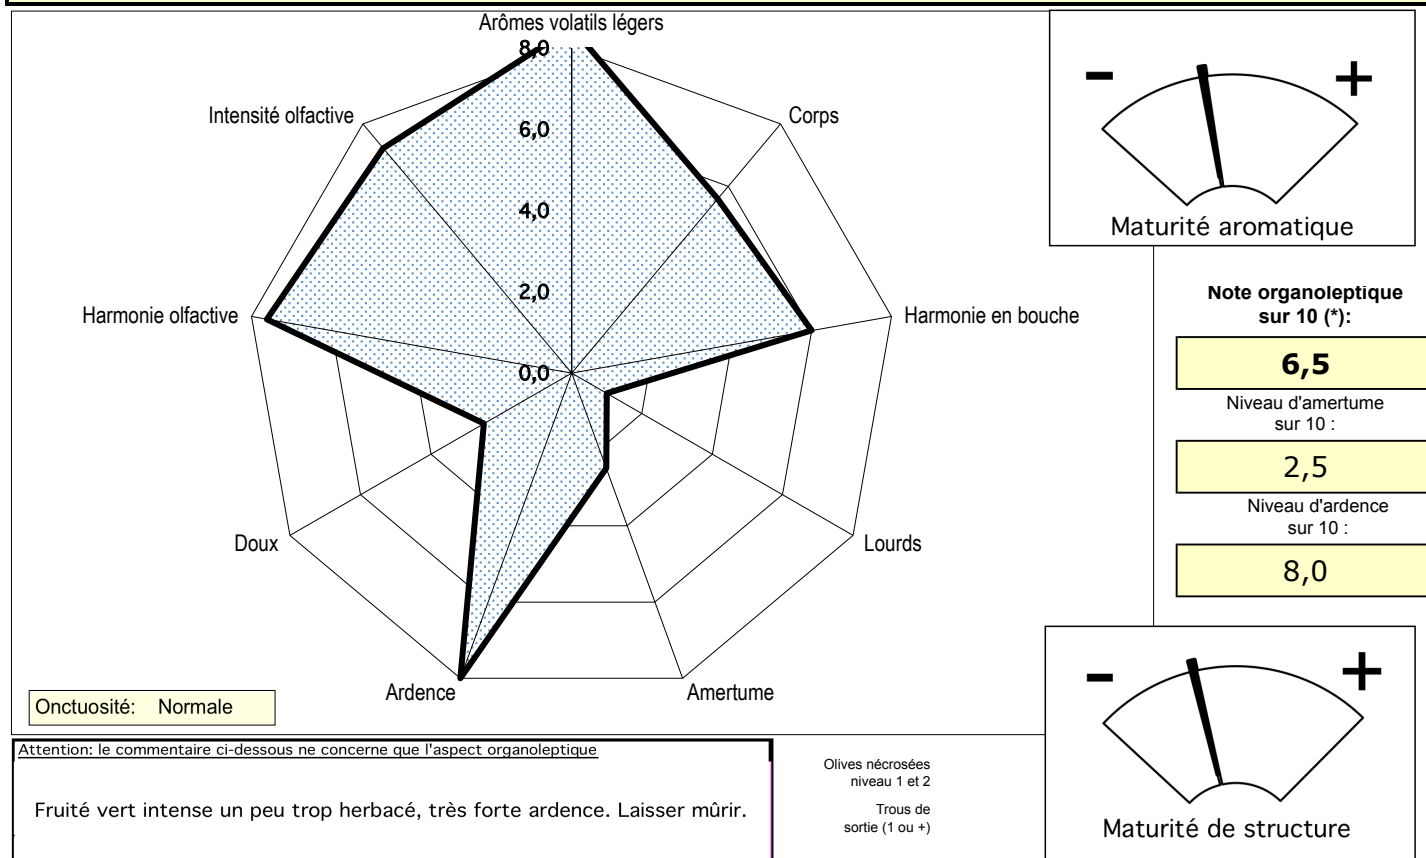 Arômes volatils légers
8,0
Intensité olfactive
Corps
6,0
4,0
2,0
0,0
Harmonie olfactive
Harmonie en bouche
Doux
Lourds
Ardence
Amertume
Onctuosité: Normale
- +
Maturité aromatique
Note organoleptique
sur 10 (*):
6,5
Niveau d'amertume
sur 10 :
2,5
Niveau d'ardence
sur 10 :
8,0
- +
Maturité de structure
Attention: le commentaire ci-dessous ne concerne que l'aspect organoleptique
Fruité vert intense un peu trop herbacé, très forte ardence. Laisser mûrir.
Olives nécrosées
niveau 1 et 2
Trous de
sortie (1 ou +)